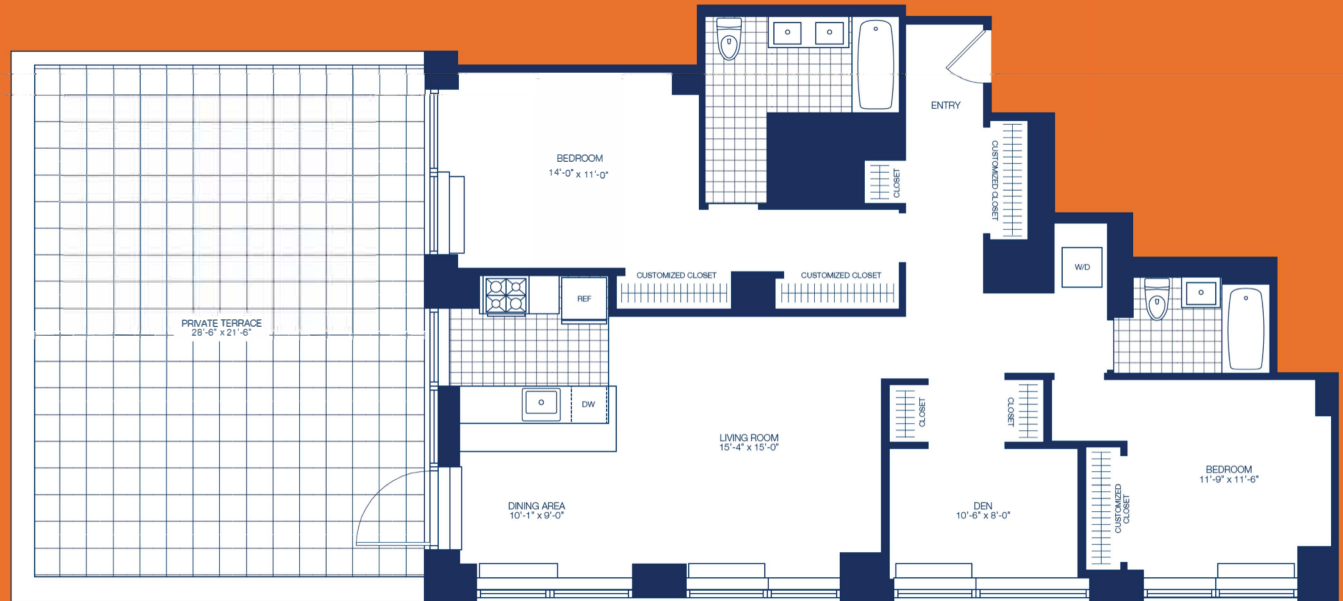 ENTRY
BEDROOM
14'-0" x 11'-0"
CLOSET
CUSTOMIZED CLOSET
W/D
CUSTOMIZED CLOSET
CUSTOMIZED CLOSET
REF
PRIVATE TERRACE
28'-6" x 21'-6"
DW
CLOSET
CLOSET
LIVING ROOM
15'-4" x 15'-0"
BEDROOM
11'-9" x 11'-6"
CUSTOMIZED
CLOSET
DINING AREA
10'-1" x 9'-0"
DEN
10'-6" x 8'-0"